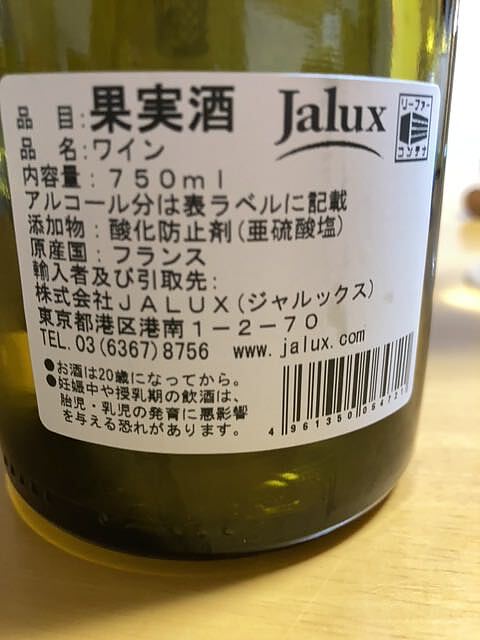 品 目:果実酒 Jalux
リーファー
コンテナ
品 名:ワイン
内容量:750ml
アルコール分は表ラベルに記載
添加物:酸化防止剤(亜硫酸塩)
原産国:フランス
輸入者及び引取先:
株式会社JALUX(ジャルックス)
東京都港区港南1-2-70
TEL.03(6367)8756 www.jalux.com
●お酒は20歳になってから。
●妊娠中や授乳期の飲酒は、
胎児・乳児の発育に悪影響
を与える恐れがあります。
4 961350 064721